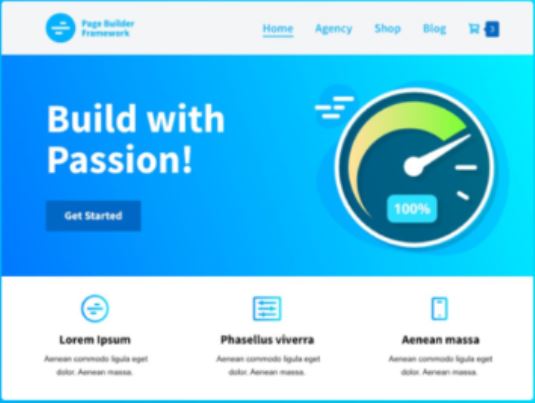 Page Builder
Framework
Home Agency Shop Blog 3
Build with
Passion!
Get Started
100%
Lorem Ipsum Phasellus viverra Aenean massa
Aenean commodo ligula eget Aenean commodo ligula eget Aenean commodo ligula eget
dolor. Aenean massa. dolor. Aenean massa. dolor. Aenean massa.